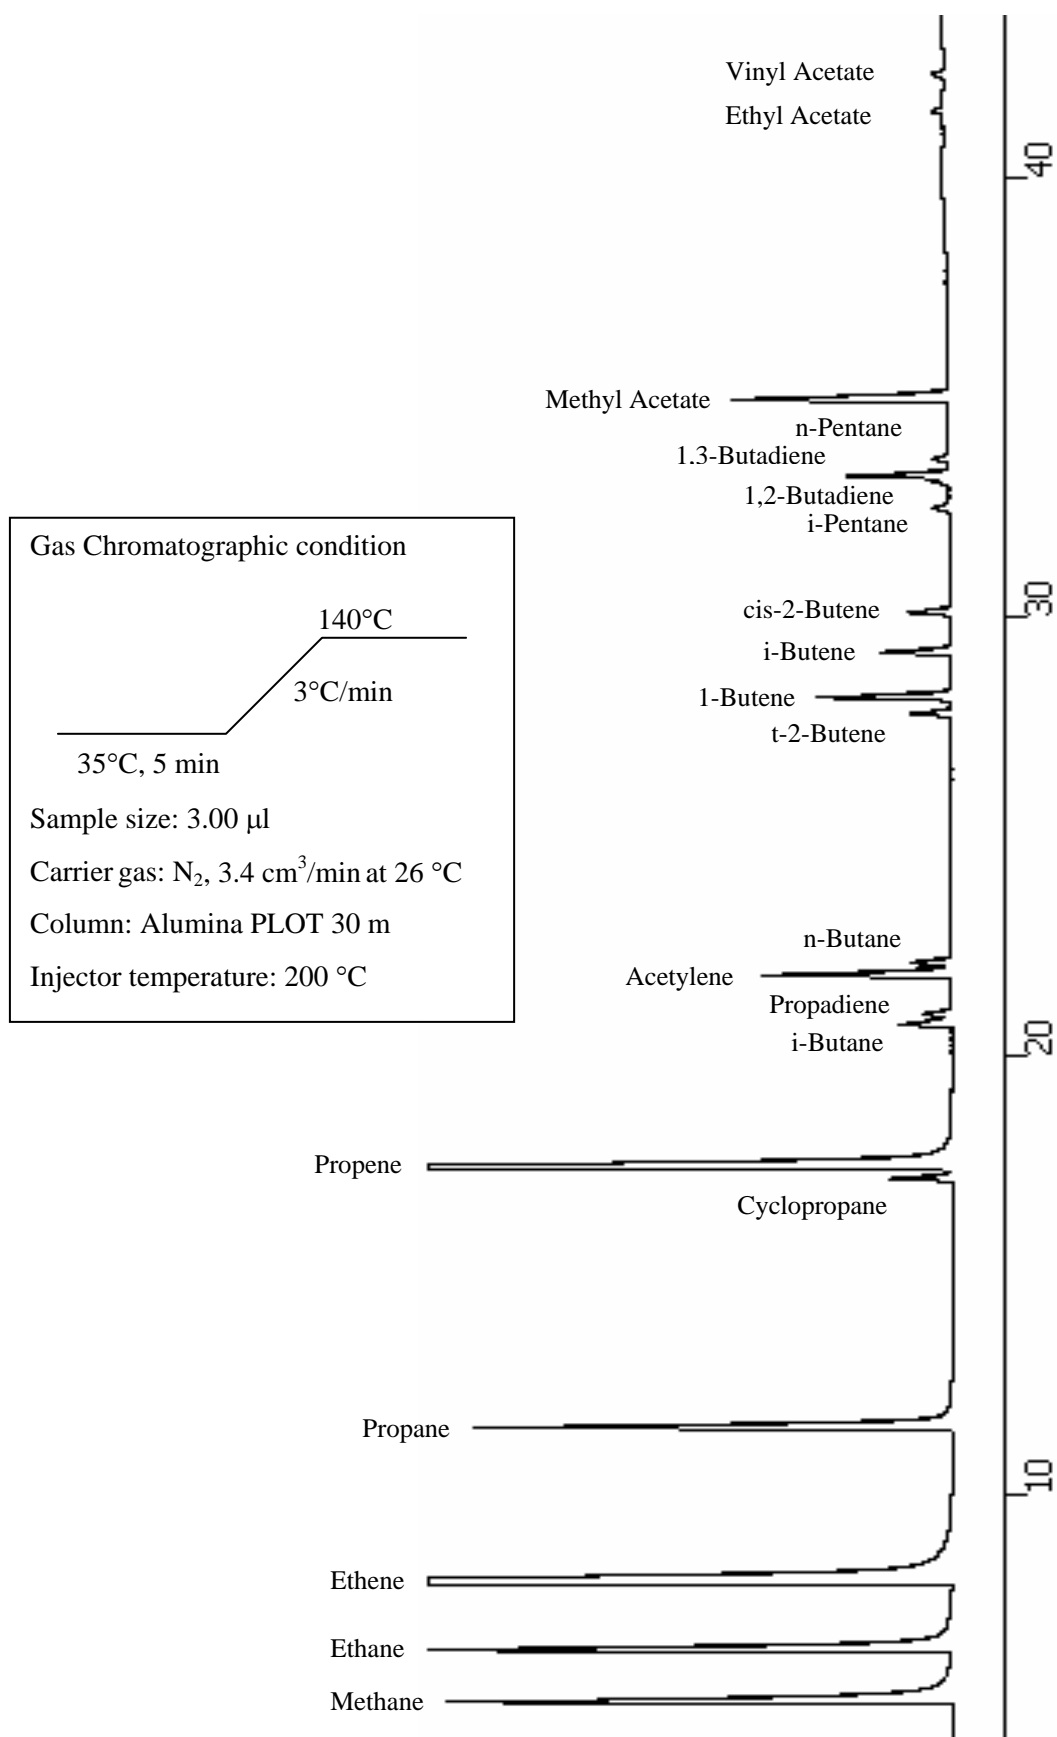 Vinyl Acetate
Ethyl Acetate
40
Methyl Acetate
n-Pentane
1.3-Butadiene
1,2-Butadiene
i-Pentane
Gas Chromatographic condition
140°C
3°C/min
35°C, 5 min
Sample size: 3.00 μl
Carrier gas: N₂, 3.4 cm³/min at 26 °C
Column: Alumina PLOT 30 m
Injector temperature: 200 °C
cis-2-Butene
30
i-Butene
1-Butene
t-2-Butene
n-Butane
Acetylene
Propadiene
i-Butane
20
Propene
Cyclopropane
Propane
10
Ethene
Ethane
Methane